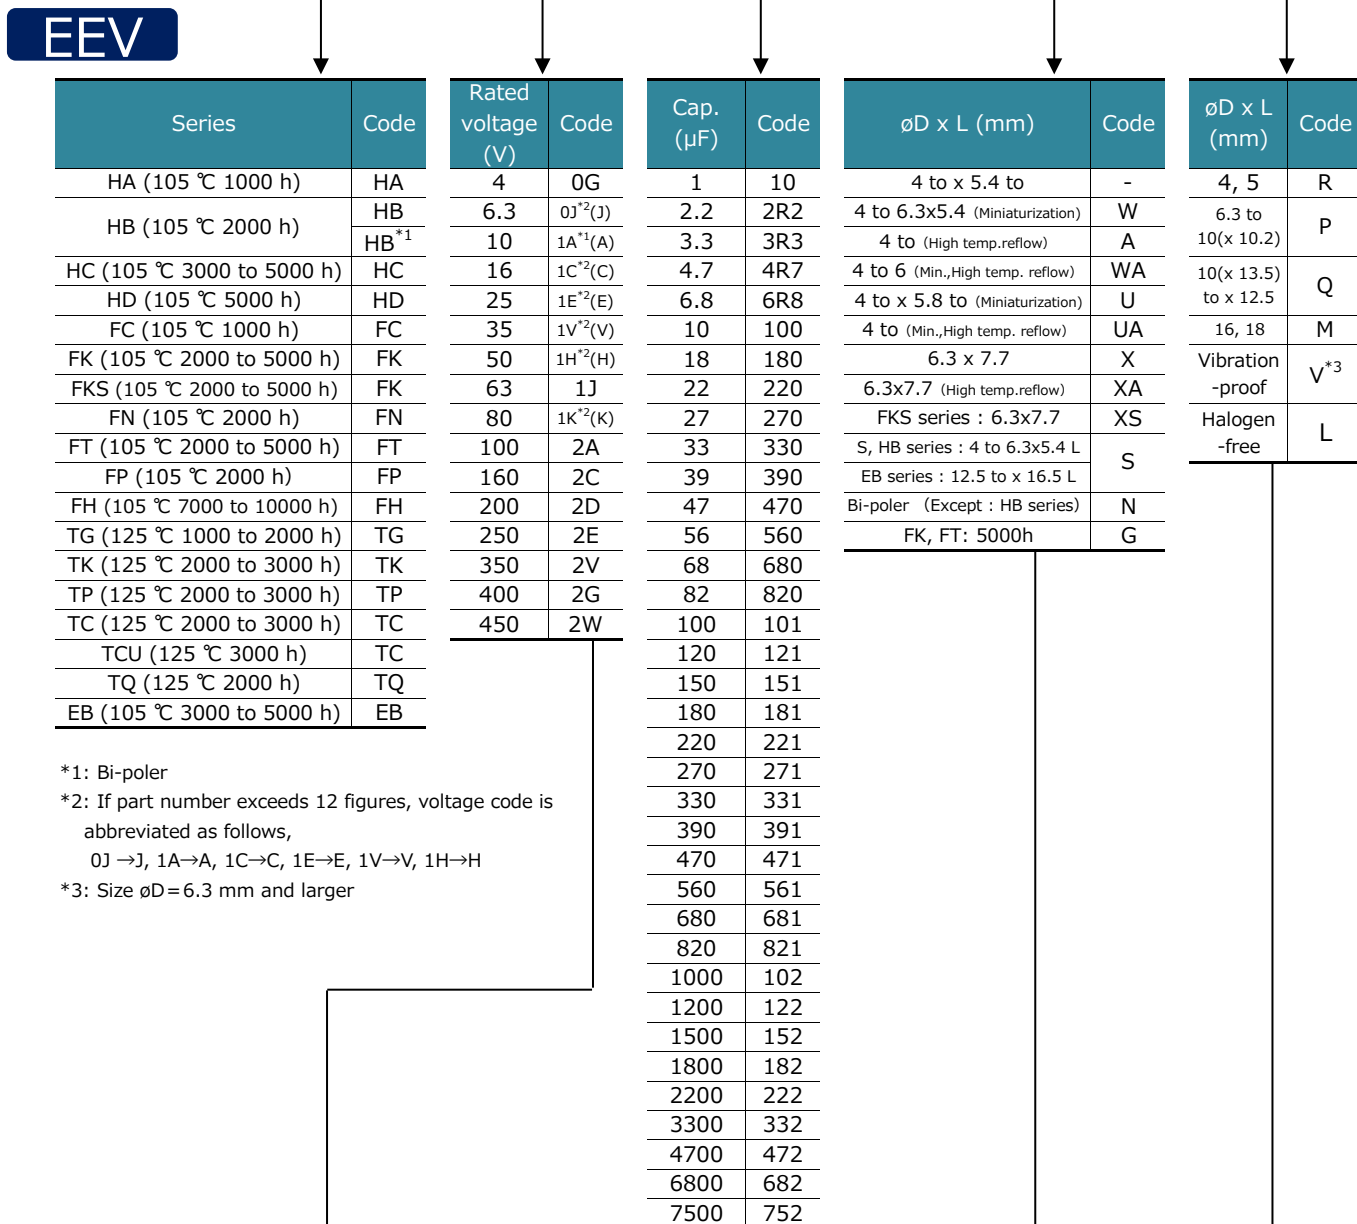 EEV
Series Code
HA (105 ℃ 1000 h) HA
HB (105 ℃ 2000 h) HB
HB*1
HC (105 ℃ 3000 to 5000 h) HC
HD (105 ℃ 5000 h) HD
FC (105 ℃ 1000 h) FC
FK (105 ℃ 2000 to 5000 h) FK
FKS (105 ℃ 2000 to 5000 h) FK
FN (105 ℃ 2000 h) FN
FT (105 ℃ 2000 to 5000 h) FT
FP (105 ℃ 2000 h) FP
FH (105 ℃ 7000 to 10000 h) FH
TG (125 ℃ 1000 to 2000 h) TG
TK (125 ℃ 2000 to 3000 h) TK
TP (125 ℃ 2000 to 3000 h) TP
TC (125 ℃ 2000 to 3000 h) TC
TCU (125 ℃ 3000 h) TC
TQ (125 ℃ 2000 h) TQ
EB (105 ℃ 3000 to 5000 h) EB
*1: Bi-poler
*2: If part number exceeds 12 figures, voltage code is
abbreviated as follows,
0J →J, 1A→A, 1C→C, 1E→E, 1V→V, 1H→H
*3: Size øD=6.3 mm and larger
Rated
voltage Code
(V)
4 0G
6.3 0J*2(J)
10 1A*1(A)
16 1C*2(C)
25 1E*2(E)
35 1V*2(V)
50 1H*2(H)
63 1J
80 1K*2(K)
100 2A
160 2C
200 2D
250 2E
350 2V
400 2G
450 2W
Cap.
(µF) Code
1 10
2.2 2R2
3.3 3R3
4.7 4R7
6.8 6R8
10 100
18 180
22 220
27 270
33 330
39 390
47 470
56 560
68 680
82 820
100 101
120 121
150 151
180 181
220 221
270 271
330 331
390 391
470 471
560 561
680 681
820 821
1000 102
1200 122
1500 152
1800 182
2200 222
3300 332
4700 472
6800 682
7500 752
øD x L (mm) Code
4 to x 5.4 to -
4 to 6.3x5.4 (Miniaturization) W
4 to (High temp.reflow) A
4 to 6 (Min.,High temp. reflow) WA
4 to x 5.8 to (Miniaturization) U
4 to (Min.,High temp. reflow) UA
6.3 x 7.7 X
6.3x7.7 (High temp.reflow) XA
FKS series : 6.3x7.7 XS
S, HB series : 4 to 6.3x5.4 L S
EB series : 12.5 to x 16.5 L
Bi-poler （Except : HB series） N
FK, FT: 5000h G
øD x L
(mm) Code
4, 5 R
6.3 to
10(x 10.2) P
10(x 13.5)
to x 12.5 Q
16, 18 M
Vibration
-proof V*3
Halogen
-free L